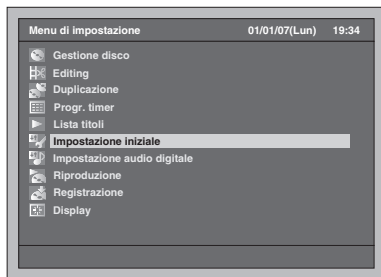 Menu di impostazione 01/01/07(Lun) 19:34
Gestione disco
Editing
Duplicazione
Progr. timer
Lista titoli
Impostazione iniziale
Impostazione audio digitale
Riproduzione
Registrazione
Display